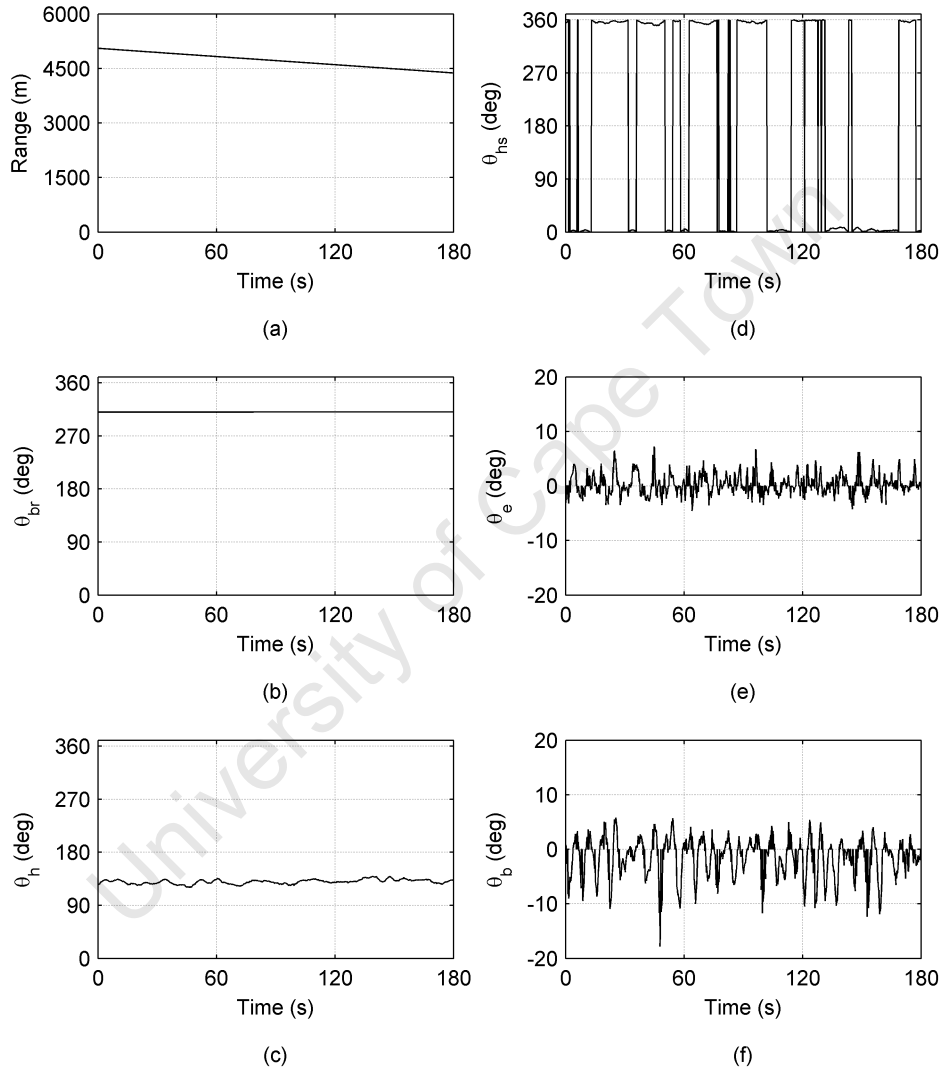 6000
4500
3000
1500
0
Range (m)
0 60 120 180
Time (s)
(a)
360
270
180
90
0
θbr (deg)
0 60 120 180
Time (s)
(b)
360
270
180
90
0
θh (deg)
0 60 120 180
Time (s)
(c)
360
270
180
90
0
θhs (deg)
0 60 120 180
Time (s)
(d)
20
10
0
-10
-20
θe (deg)
0 60 120 180
Time (s)
(e)
20
10
0
-10
-20
θb (deg)
0 60 120 180
Time (s)
(f)
University of Cape Town